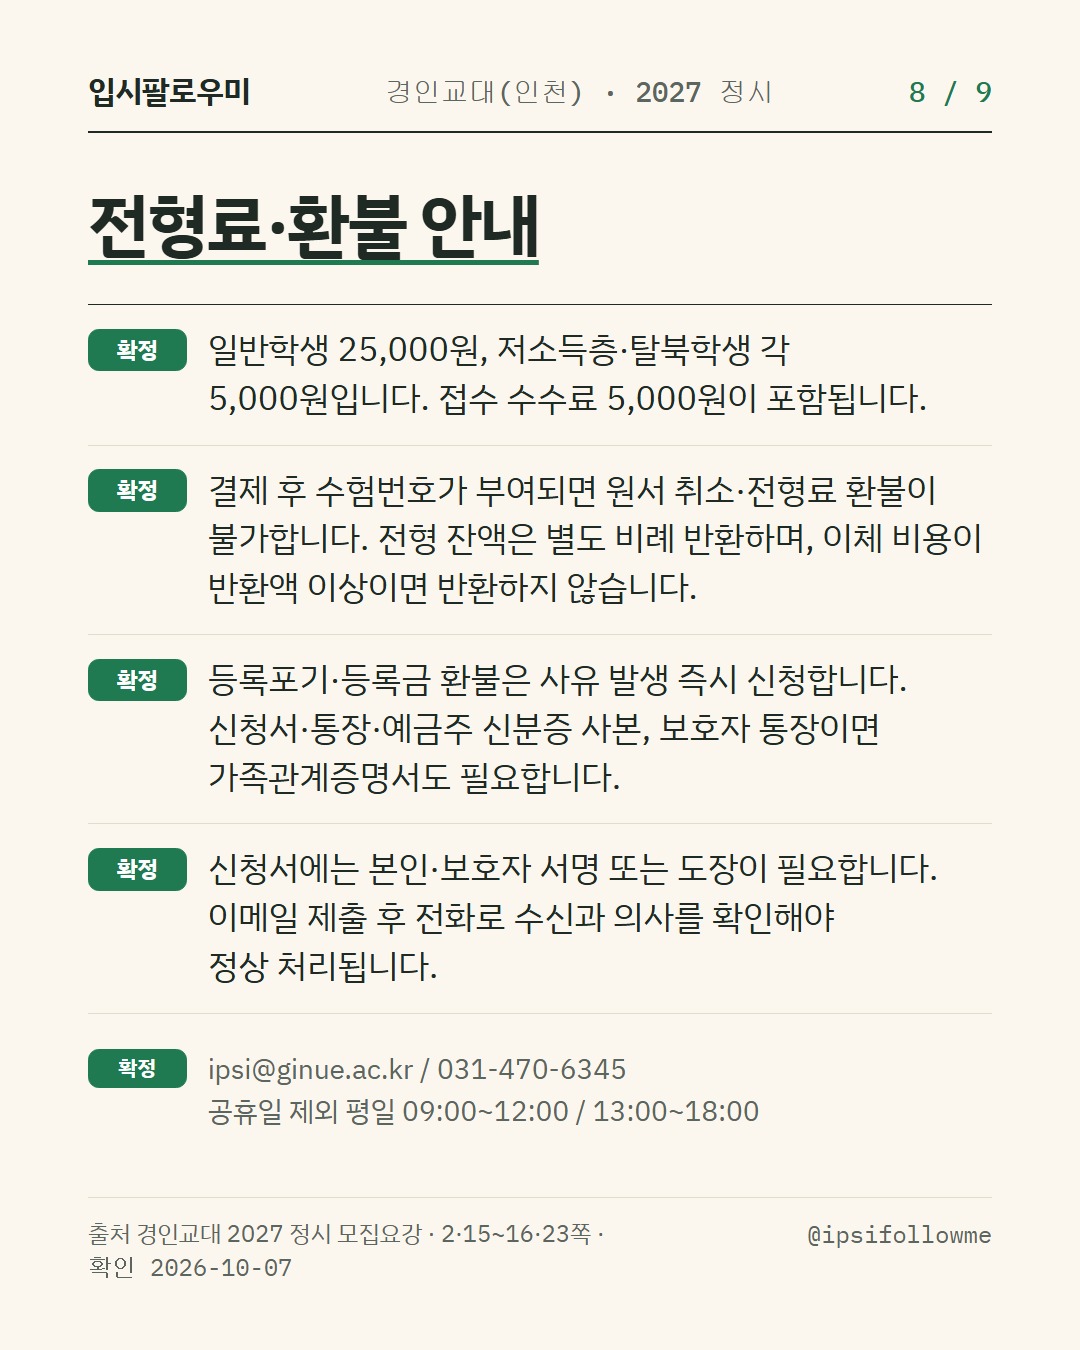 입시팔로우미
경인교대(인천) · 2027 정시
8 / 9
전형료·환불 안내
확정
일반학생 25,000원, 저소득층·탈북학생 각
5,000원입니다. 접수 수수료 5,000원이 포함됩니다.
확정
결제 후 수험번호가 부여되면 원서 취소·전형료 환불이
불가합니다. 전형 잔액은 별도 비례 반환하며, 이체 비용이
반환액 이상이면 반환하지 않습니다.
확정
등록포기·등록금 환불은 사유 발생 즉시 신청합니다.
신청서·통장·예금주 신분증 사본, 보호자 통장이면
가족관계증명서도 필요합니다.
확정
신청서에는 본인·보호자 서명 또는 도장이 필요합니다.
이메일 제출 후 전화로 수신과 의사를 확인해야
정상 처리됩니다.
확정
ipsi@ginue.ac.kr / 031-470-6345
공휴일 제외 평일 09:00~12:00 / 13:00~18:00
출처 경인교대 2027 정시 모집요강 · 2·15~16·23쪽 ·
확인 2026-10-07
@ipsifollowme